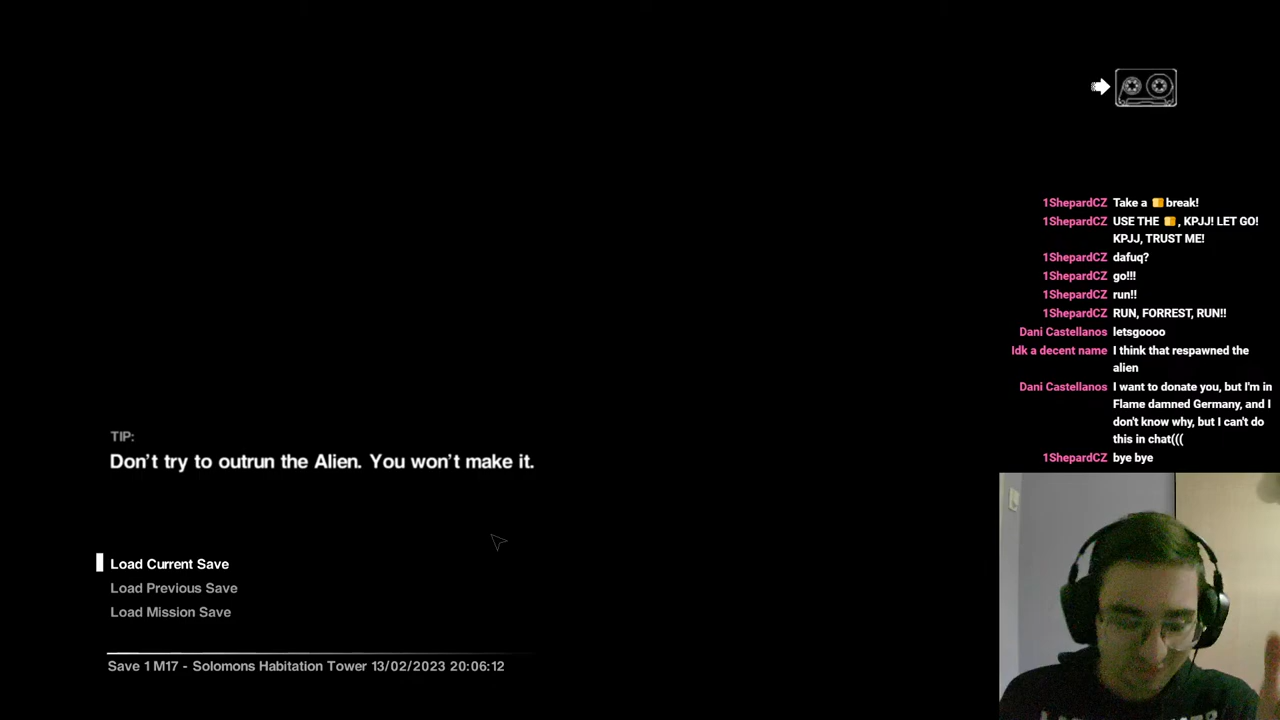 1ShepardCZ Take a break!
1ShepardCZ USE THE , KPJJ! LET GO!
KPJJ, TRUST ME!
1ShepardCZ dafuq?
1ShepardCZ go!!!
1ShepardCZ run!!
1ShepardCZ RUN, FORREST, RUN!!
Dani Castellanos letsgoooo
Idk a decent name I think that respawned the
alien
Dani Castellanos I want to donate you, but I'm in
Flame damned Germany, and I
don't know why, but I can't do
this in chat(((
1ShepardCZ bye bye
TIP:
Don't try to outrun the Alien. You won't make it.
Load Current Save
Load Previous Save
Load Mission Save
Save 1 M17 - Solomons Habitation Tower 13/02/2023 20:06:12